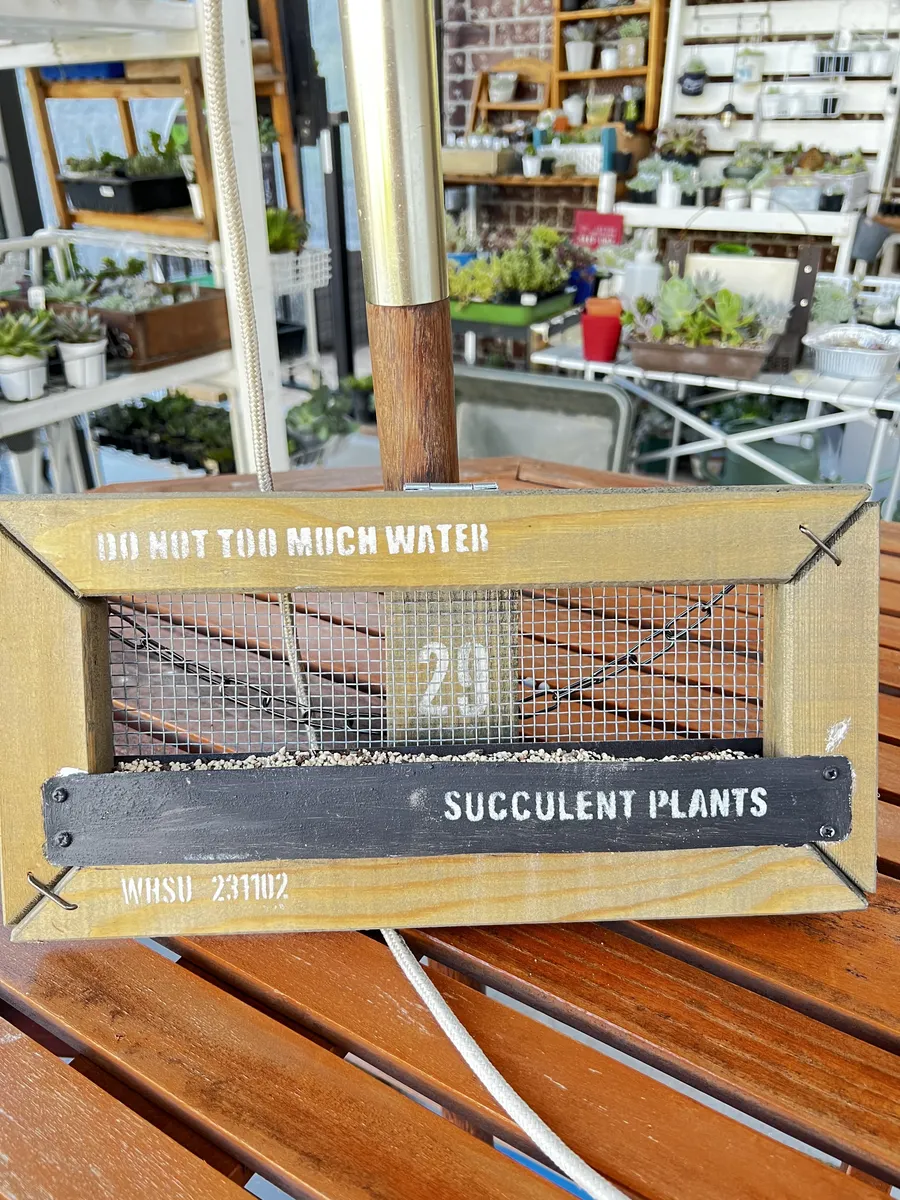 DO NOT TOO MUCH WATER
29
SUCCULENT PLANTS
WHSU 231102